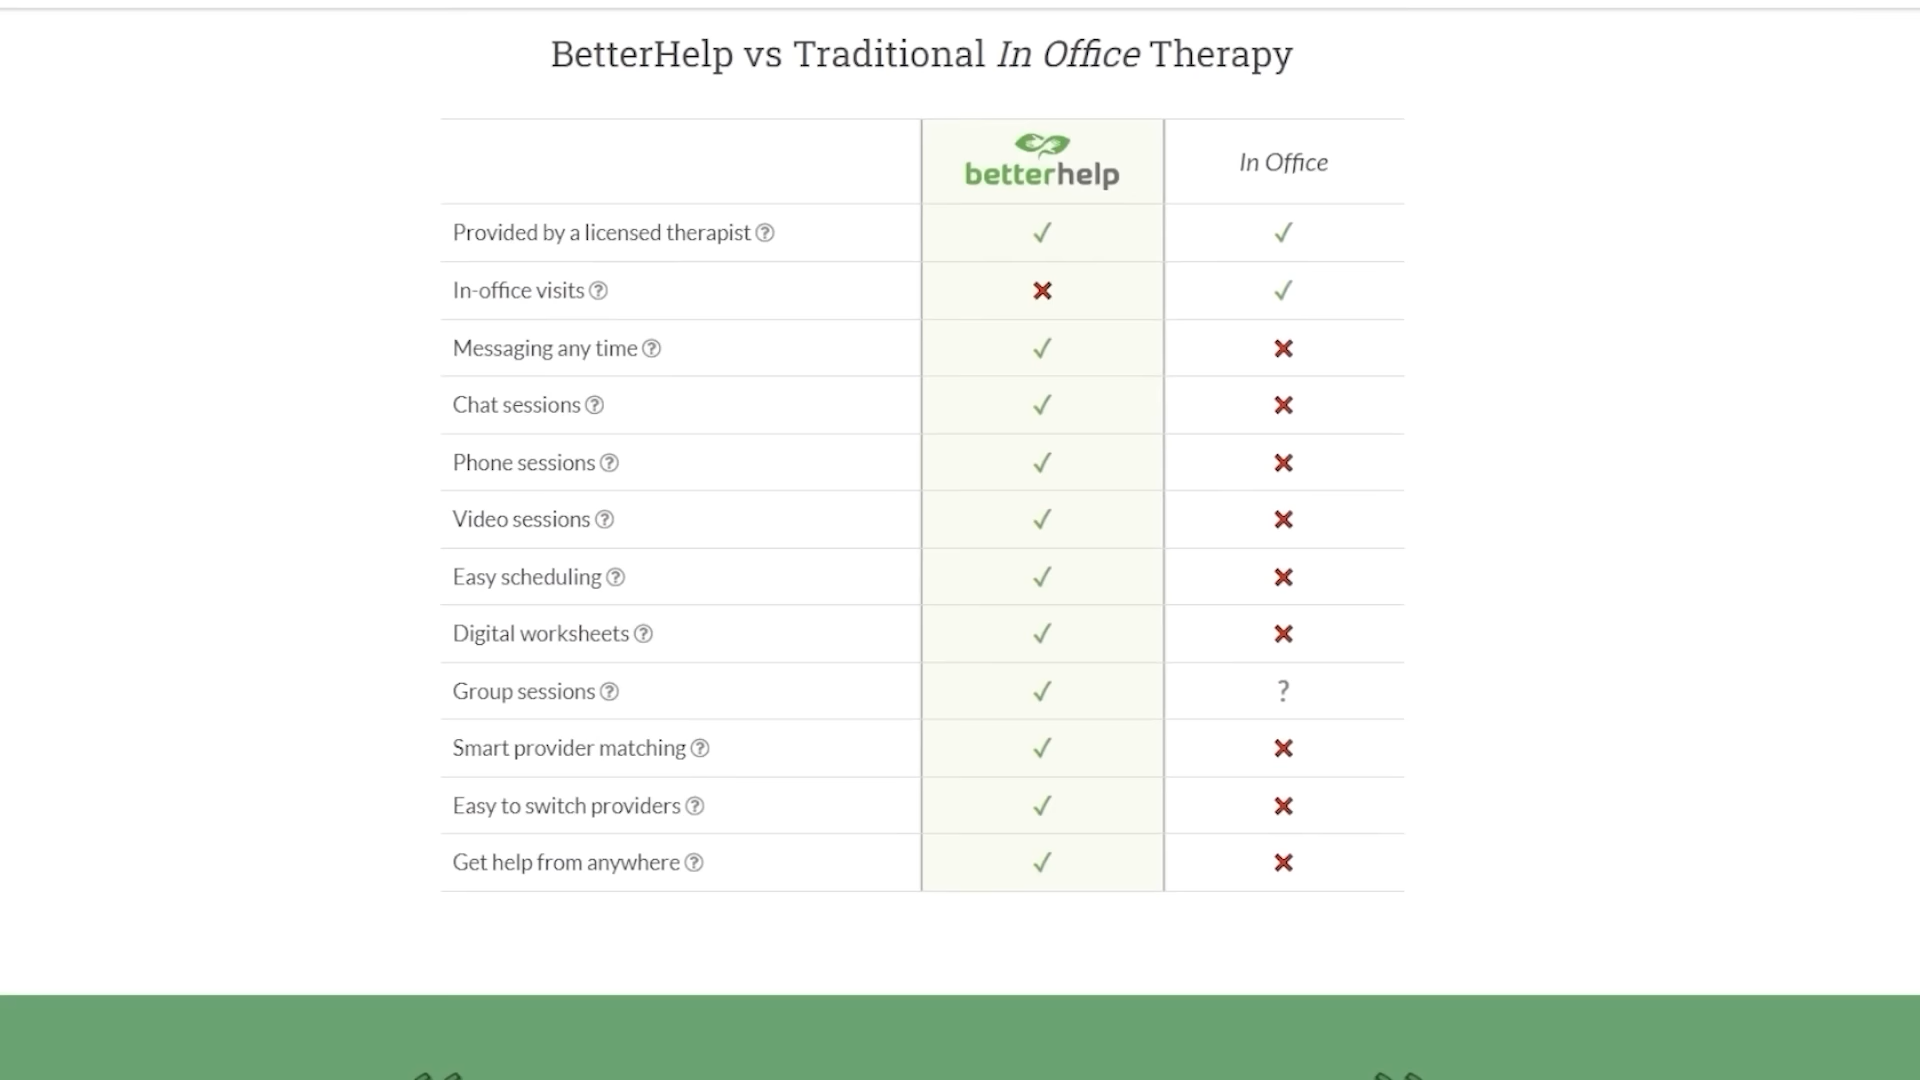 BetterHelp vs Traditional In Office Therapy
betterhelp
In Office
Provided by a licensed therapist ?
In-office visits ?
Messaging any time ?
Chat sessions ?
Phone sessions ?
Video sessions ?
Easy scheduling ?
Digital worksheets ?
Group sessions ? ?
Smart provider matching ?
Easy to switch providers ?
Get help from anywhere ?